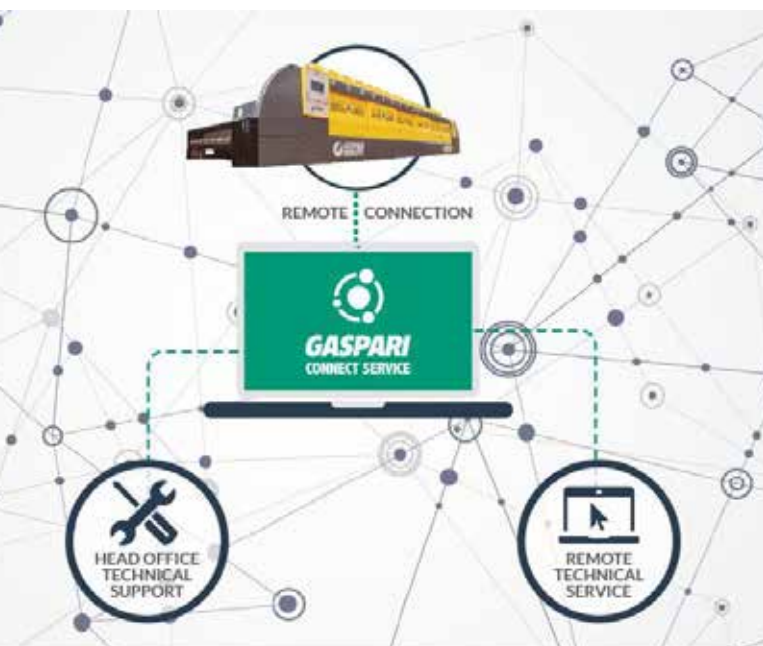 REMOTE CONNECTION
GASPARI
CONNECT SERVICE
HEAD OFFICE
TECHNICAL
SUPPORT
REMOTE
TECHNICAL
SERVICE